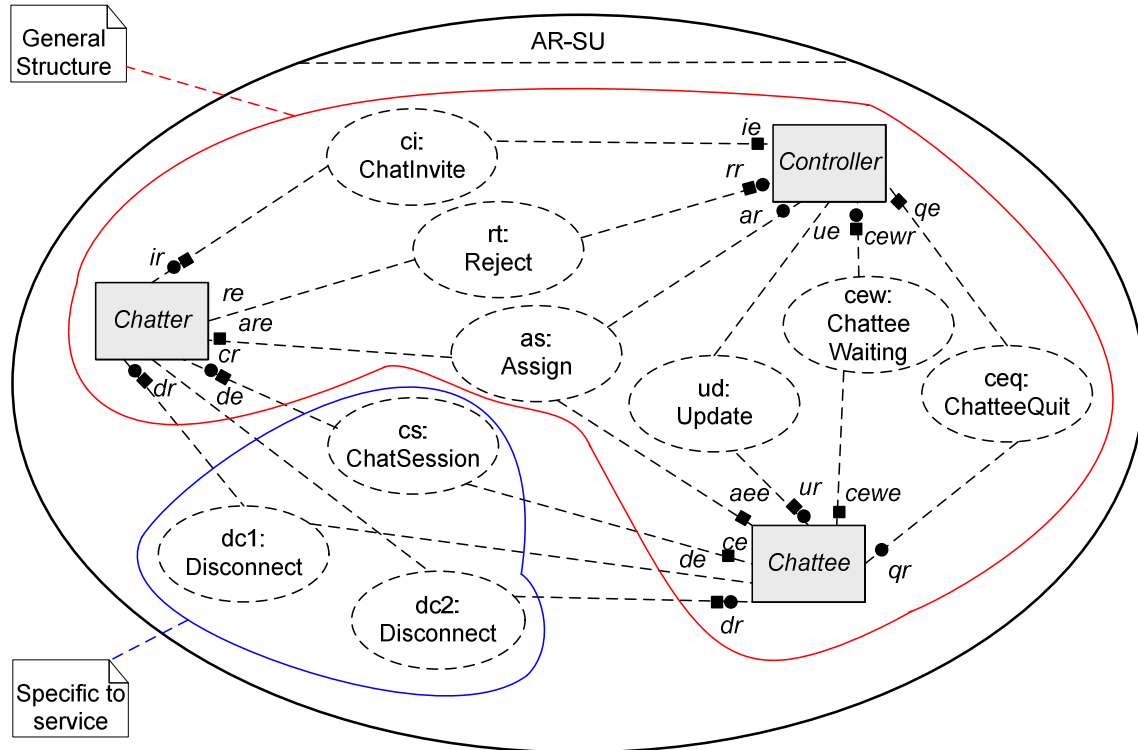 General
Structure
AR-SU
ci:
ChatInvite
ie
Controller
rr
ar
qe
ue
cewr
rt:
Reject
ir
Chatter
re
are
cr
de
dr
as:
Assign
cew:
Chattee
Waiting
ud:
Update
ceq:
ChatteeQuit
cs:
ChatSession
aee
ur
cewe
ce
de
Chattee
qr
dr
dc1:
Disconnect
dc2:
Disconnect
Specific to
service